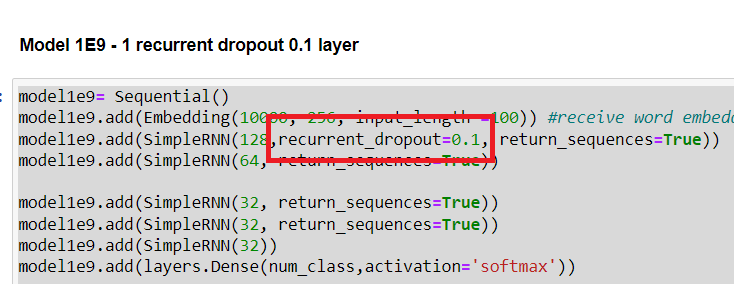 Model 1E9 - 1 recurrent dropout 0.1 layer
:
model1e9= Sequential()
model1e9.add(Embedding(10000, 256, input_length =100)) #receive word embedd
model1e9.add(SimpleRNN(128,recurrent_dropout=0.1, return_sequences=True))
model1e9.add(SimpleRNN(64, return_sequences=True))
model1e9.add(SimpleRNN(32, return_sequences=True))
model1e9.add(SimpleRNN(32, return_sequences=True))
model1e9.add(SimpleRNN(32))
model1e9.add(layers.Dense(num_class,activation='softmax'))